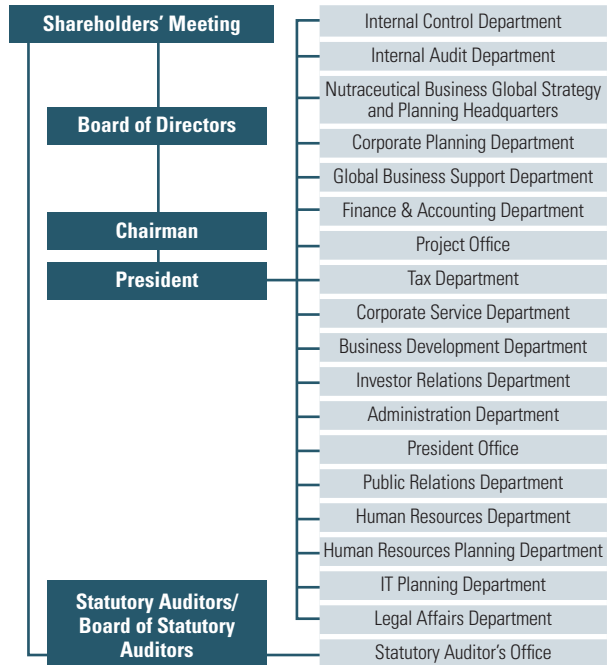 Shareholders’ Meeting
Board of Directors
Chairman
President
Statutory Auditors/
Board of Statutory
Auditors
Internal Control Department
Internal Audit Department
Nutraceutical Business Global Strategy
and Planning Headquarters
Corporate Planning Department
Global Business Support Department
Finance & Accounting Department
Project Office
Tax Department
Corporate Service Department
Business Development Department
Investor Relations Department
Administration Department
President Office
Public Relations Department
Human Resources Department
Human Resources Planning Department
IT Planning Department
Legal Affairs Department
Statutory Auditor’s Office